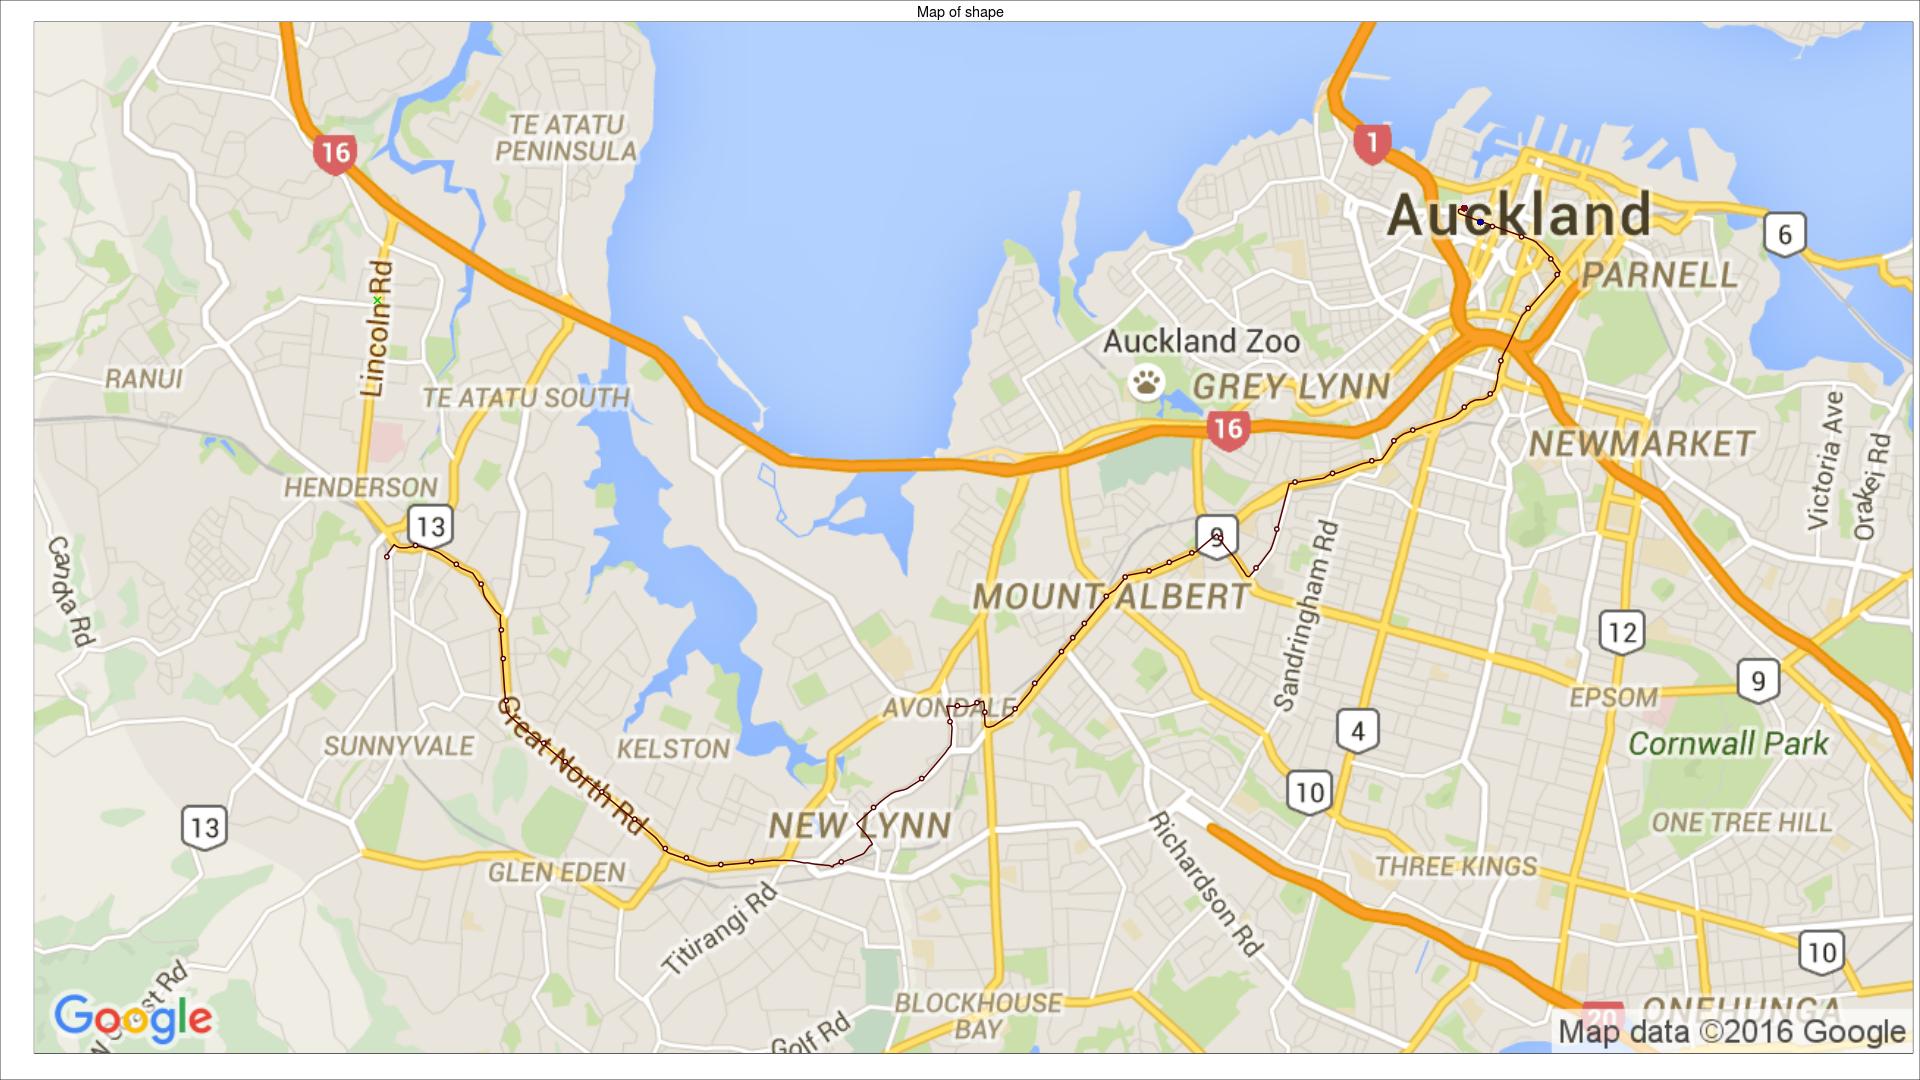 Map of shape
TE ATATU
PENINSULA
16
1
Auckland
6
PARNELL
Lincoln Rd
Auckland Zoo
RANUI
TE ATATU SOUTH
GREY LYNN
16
NEWMARKET
Victoria Ave
Orakei Rd
HENDERSON
13
9
Candia Rd
MOUNT ALBERT
Sandringham Rd
12
9
EPSOM
AVONDALE
Great North Rd
SUNNYVALE
KELSTON
4
Cornwall Park
10
13
NEW LYNN
ONE TREE HILL
Richardson Rd
GLEN EDEN
THREE KINGS
Titirangi Rd
10
Rd
BLOCKHOUSE
BAY
Golf Rd
20
ONEHUNGA
Google
Map data ©2016 Google